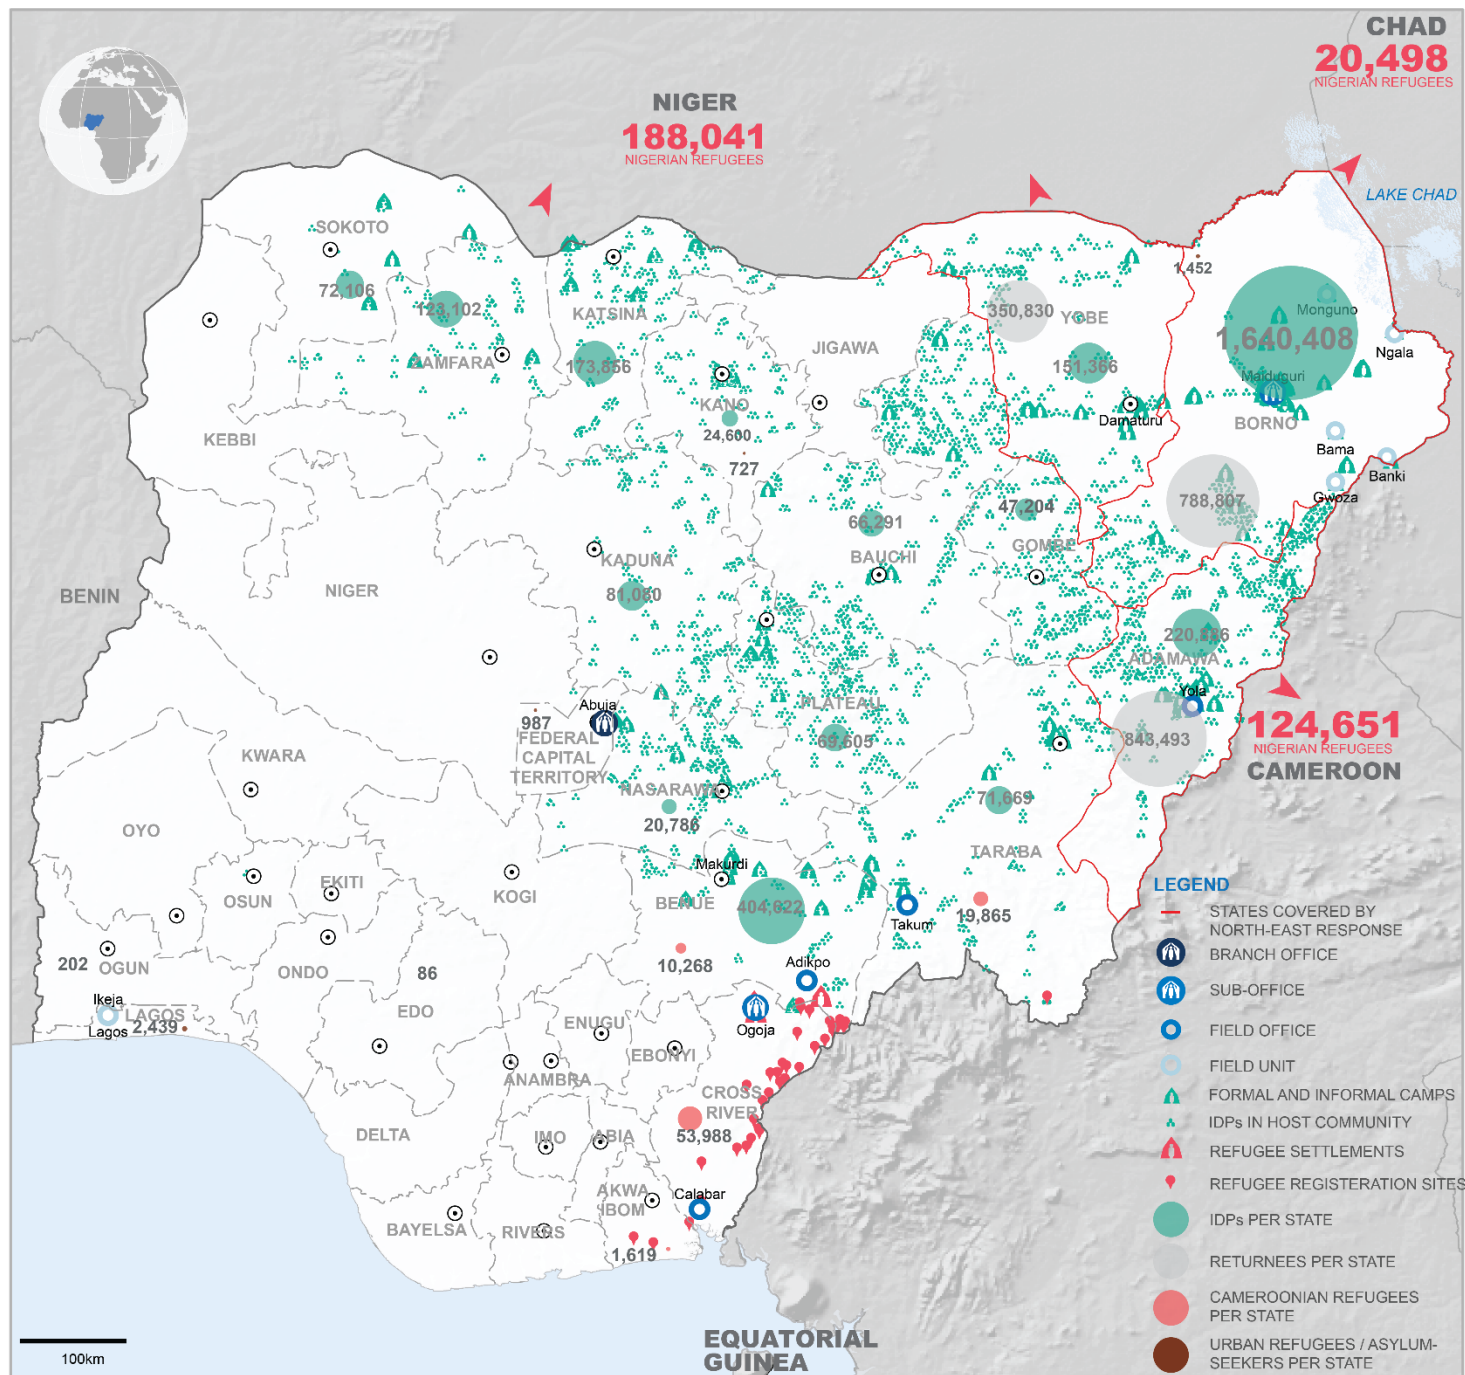 CHAD
20,498
NIGERIAN REFUGEES
NIGER
188,041
NIGERIAN REFUGEES
LAKE CHAD
SOKOTO
72,106
123,102
ZAMFARA
KATSINA
173,856
KANO
24,600
727
JIGAWA
350,830
YOBE
151,366
Damaturu
1,452
Monguno
1,640,408
Ngala
Maiduguri
BORNO
Bama
Banki
Gwoza
788,807
KEBBI
66,291
BAUCHI
47,204
GOMBE
BENIN
NIGER
KADUNA
81,080
ADAMAWA
Yola
843,493
124,651
NIGERIAN REFUGEES
CAMEROON
Abuja
987
FEDERAL
CAPITAL
TERRITORY
PLATEAU
69,605
KWARA
NASARAWA
20,786
71,669
TARABA
OYO
OSUN
EKITI
KOGI
Makurdi
BENUE
404,622
Takum
19,865
10,268
Adikpo
202
OGUN
ONDO
86
EDO
Ikeja
LAGOS
Lagos
2,439
ENUGU
EBONYI
Ogoja
ANAMBRA
CROSS
RIVER
53,988
DELTA
IMO
ABIA
AKWA
IBOM
Calabar
BAYELSA
RIVERS
1,619
EQUATORIAL
GUINEA
100km
LEGEND
STATES COVERED BY
NORTH-EAST RESPONSE
BRANCH OFFICE
SUB-OFFICE
FIELD OFFICE
FIELD UNIT
FORMAL AND INFORMAL CAMPS
IDPs IN HOST COMMUNITY
REFUGEE SETTLEMENTS
REFUGEE REGISTERATION SITES
IDPs PER STATE
RETURNEES PER STATE
CAMEROONIAN REFUGEES
PER STATE
URBAN REFUGEES / ASYLUM-
SEEKERS PER STATE